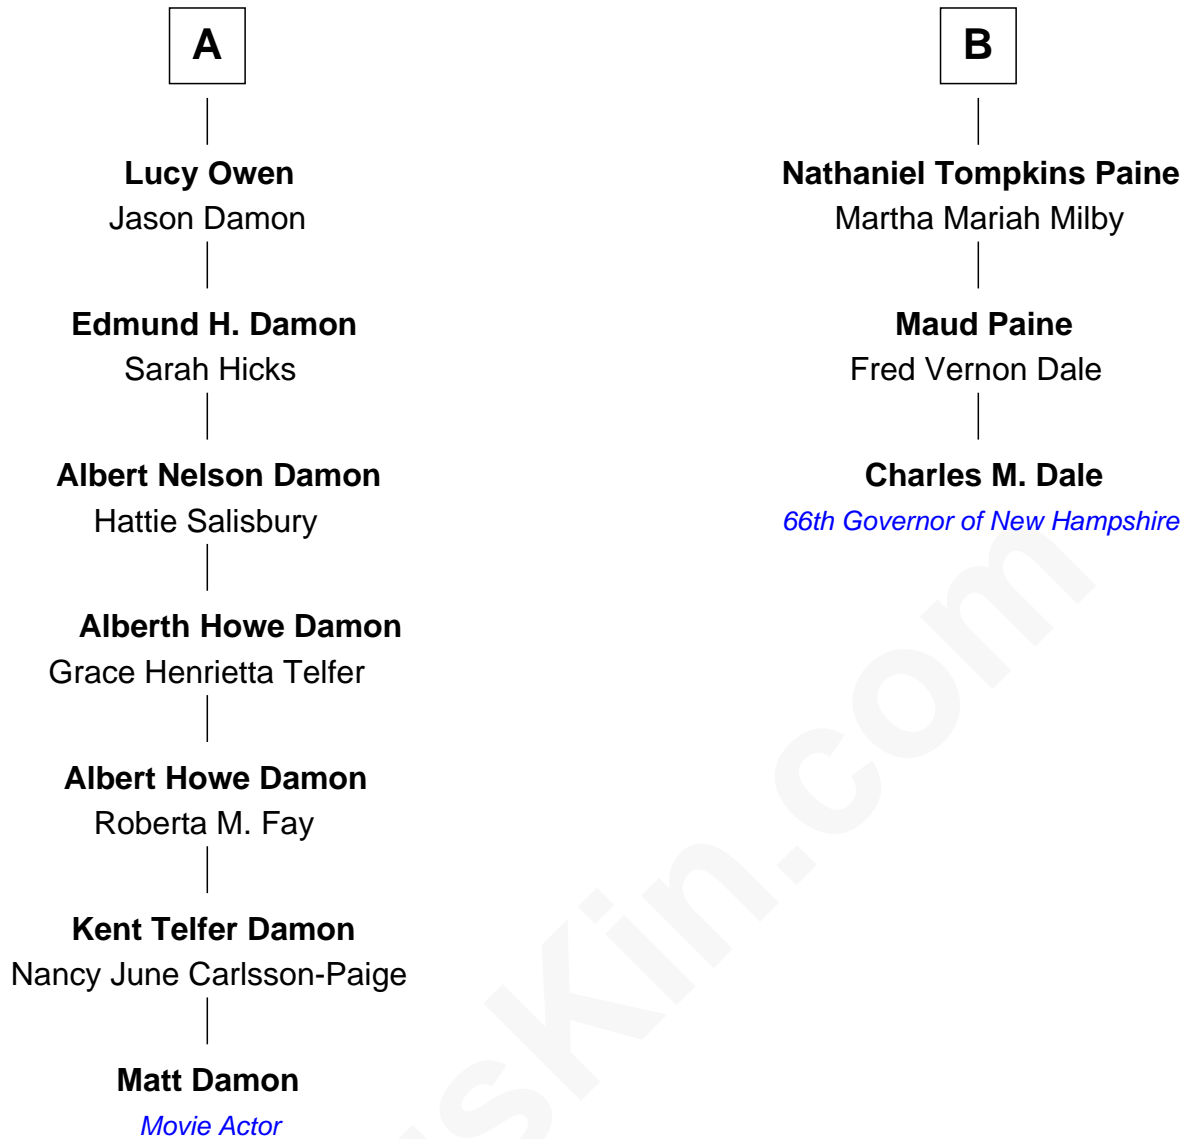 A
Lucy Owen
Jason Damon
Edmund H. Damon
Sarah Hicks
Albert Nelson Damon
Hattie Salisbury
Alberth Howe Damon
Grace Henrietta Telfer
Albert Howe Damon
Roberta M. Fay
Kent Telfer Damon
Nancy June Carlsson-Paige
Matt Damon
Movie Actor
B
Nathaniel Tompkins Paine
Martha Mariah Milby
Maud Paine
Fred Vernon Dale
Charles M. Dale
66th Governor of New Hampshire
sKin.com